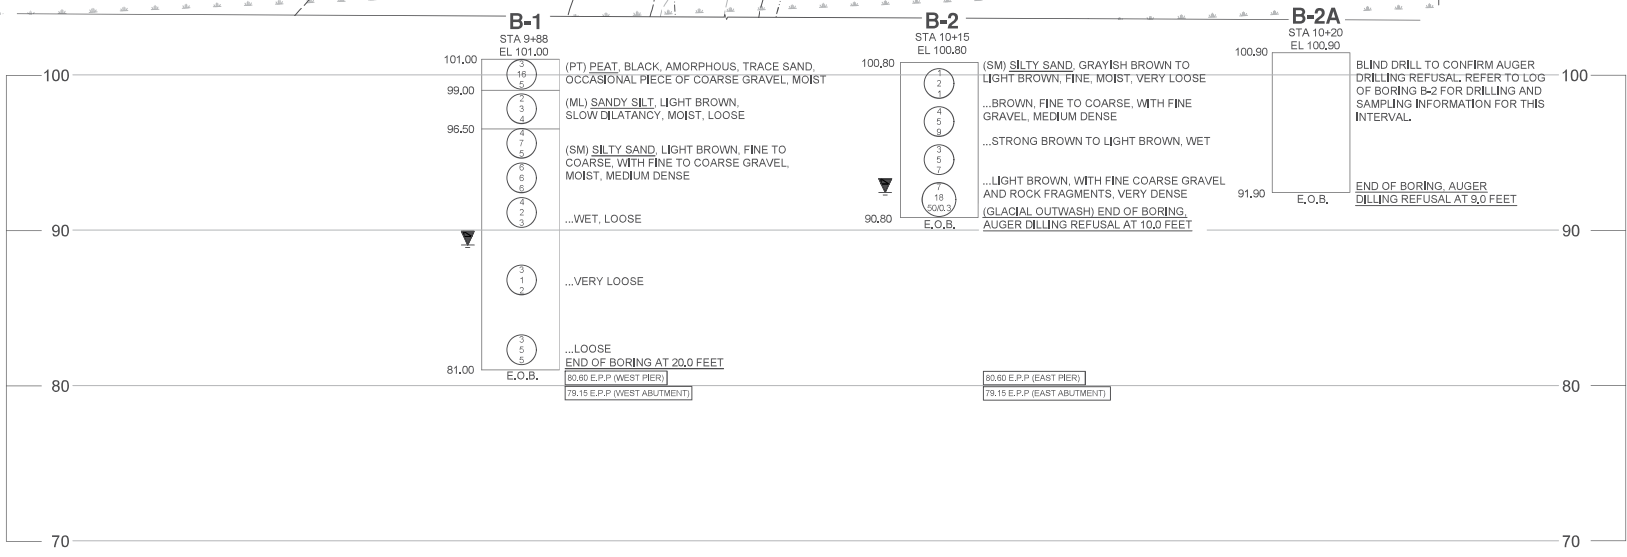 B-1
STA 9+88
EL 101.00
101.00
3
16
5
(PT) PEAT, BLACK, AMORPHOUS, TRACE SAND,
OCCASIONAL PIECE OF COARSE GRAVEL, MOIST
99.00
2
3
4
(ML) SANDY SILT, LIGHT BROWN,
SLOW DILATANCY, MOIST, LOOSE
96.50
4
7
5
(SM) SILTY SAND, LIGHT BROWN, FINE TO
COARSE, WITH FINE TO COARSE GRAVEL,
MOIST, MEDIUM DENSE
6
6
6
4
2
3
...WET, LOOSE
3
1
2
...VERY LOOSE
3
5
5
...LOOSE
END OF BORING AT 20.0 FEET
81.00
E.O.B.
80.60 E.P.P (WEST PIER)
79.15 E.P.P (WEST ABUTMENT)
B-2
STA 10+15
EL 100.80
100.80
1
2
1
(SM) SILTY SAND, GRAYISH BROWN TO
LIGHT BROWN, FINE, MOIST, VERY LOOSE
4
5
9
...BROWN, FINE TO COARSE, WITH FINE
GRAVEL, MEDIUM DENSE
3
5
7
...STRONG BROWN TO LIGHT BROWN, WET
7
18
50/0.3
...LIGHT BROWN, WITH FINE COARSE GRAVEL
AND ROCK FRAGMENTS, VERY DENSE
90.80
E.O.B.
(GLACIAL OUTWASH) END OF BORING,
AUGER DILLING REFUSAL AT 10.0 FEET
80.60 E.P.P (EAST PIER)
79.15 E.P.P (EAST ABUTMENT)
B-2A
STA 10+20
EL 100.90
100.90
BLIND DRILL TO CONFIRM AUGER
DRILLING REFUSAL. REFER TO LOG
OF BORING B-2 FOR DRILLING AND
SAMPLING INFORMATION FOR THIS
INTERVAL.
91.90
E.O.B.
END OF BORING, AUGER
DILLING REFUSAL AT 9.0 FEET
100
100
90
90
80
80
70
70